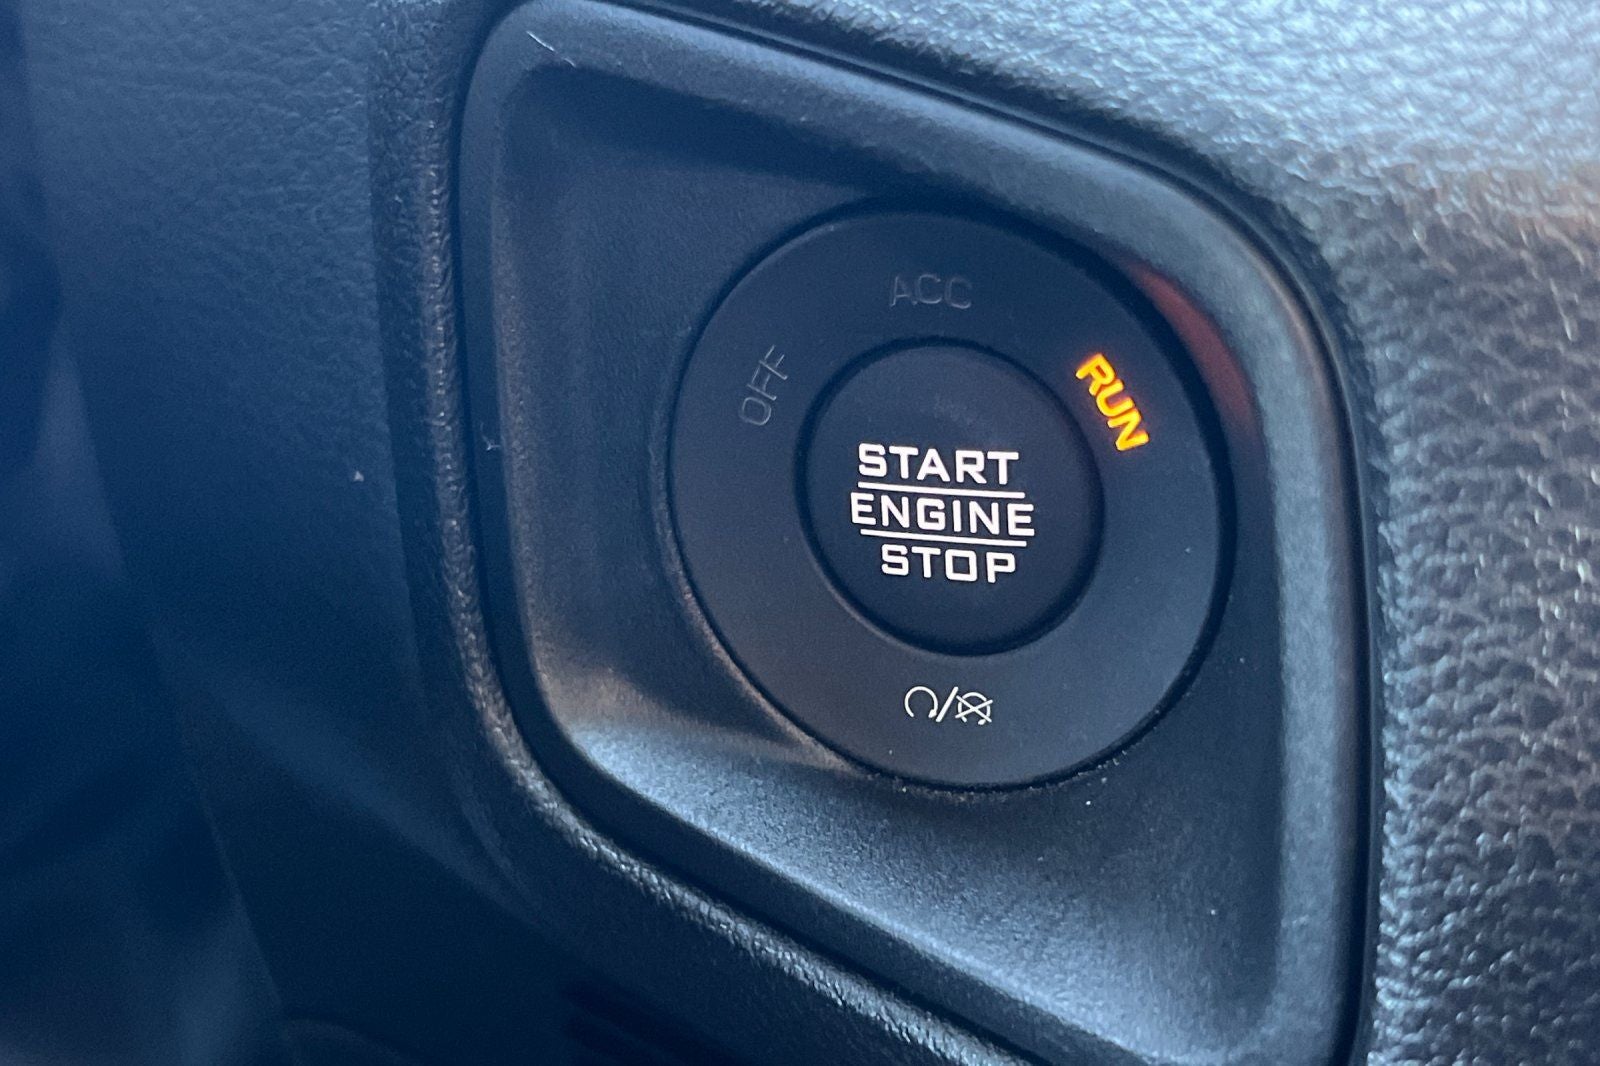 ACC
OFF
RUN
START
ENGINE
STOP